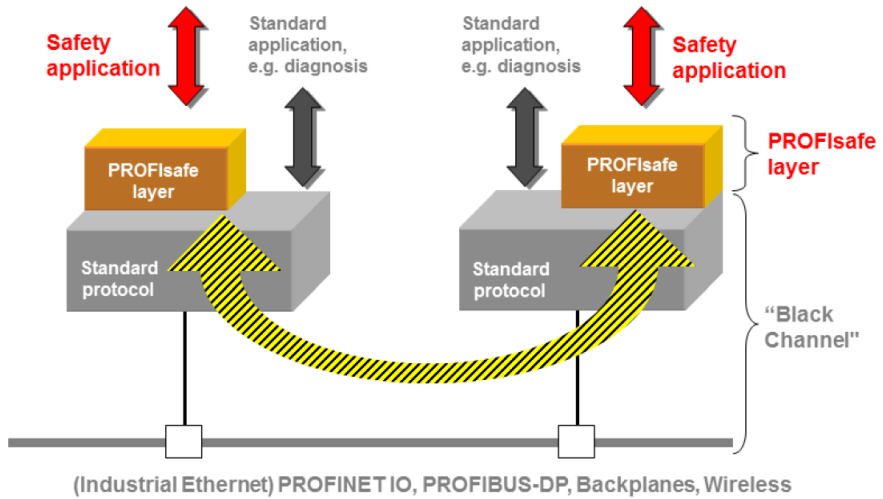 Safety
application
Standard
application,
e.g. diagnosis
Standard
application,
e.g. diagnosis
Safety
application
PROFIsafe
layer
PROFIsafe
layer
PROFIsafe
layer
Standard
protocol
Standard
protocol
“Black
Channel"
(Industrial Ethernet) PROFINET IO, PROFIBUS-DP, Backplanes, Wireless